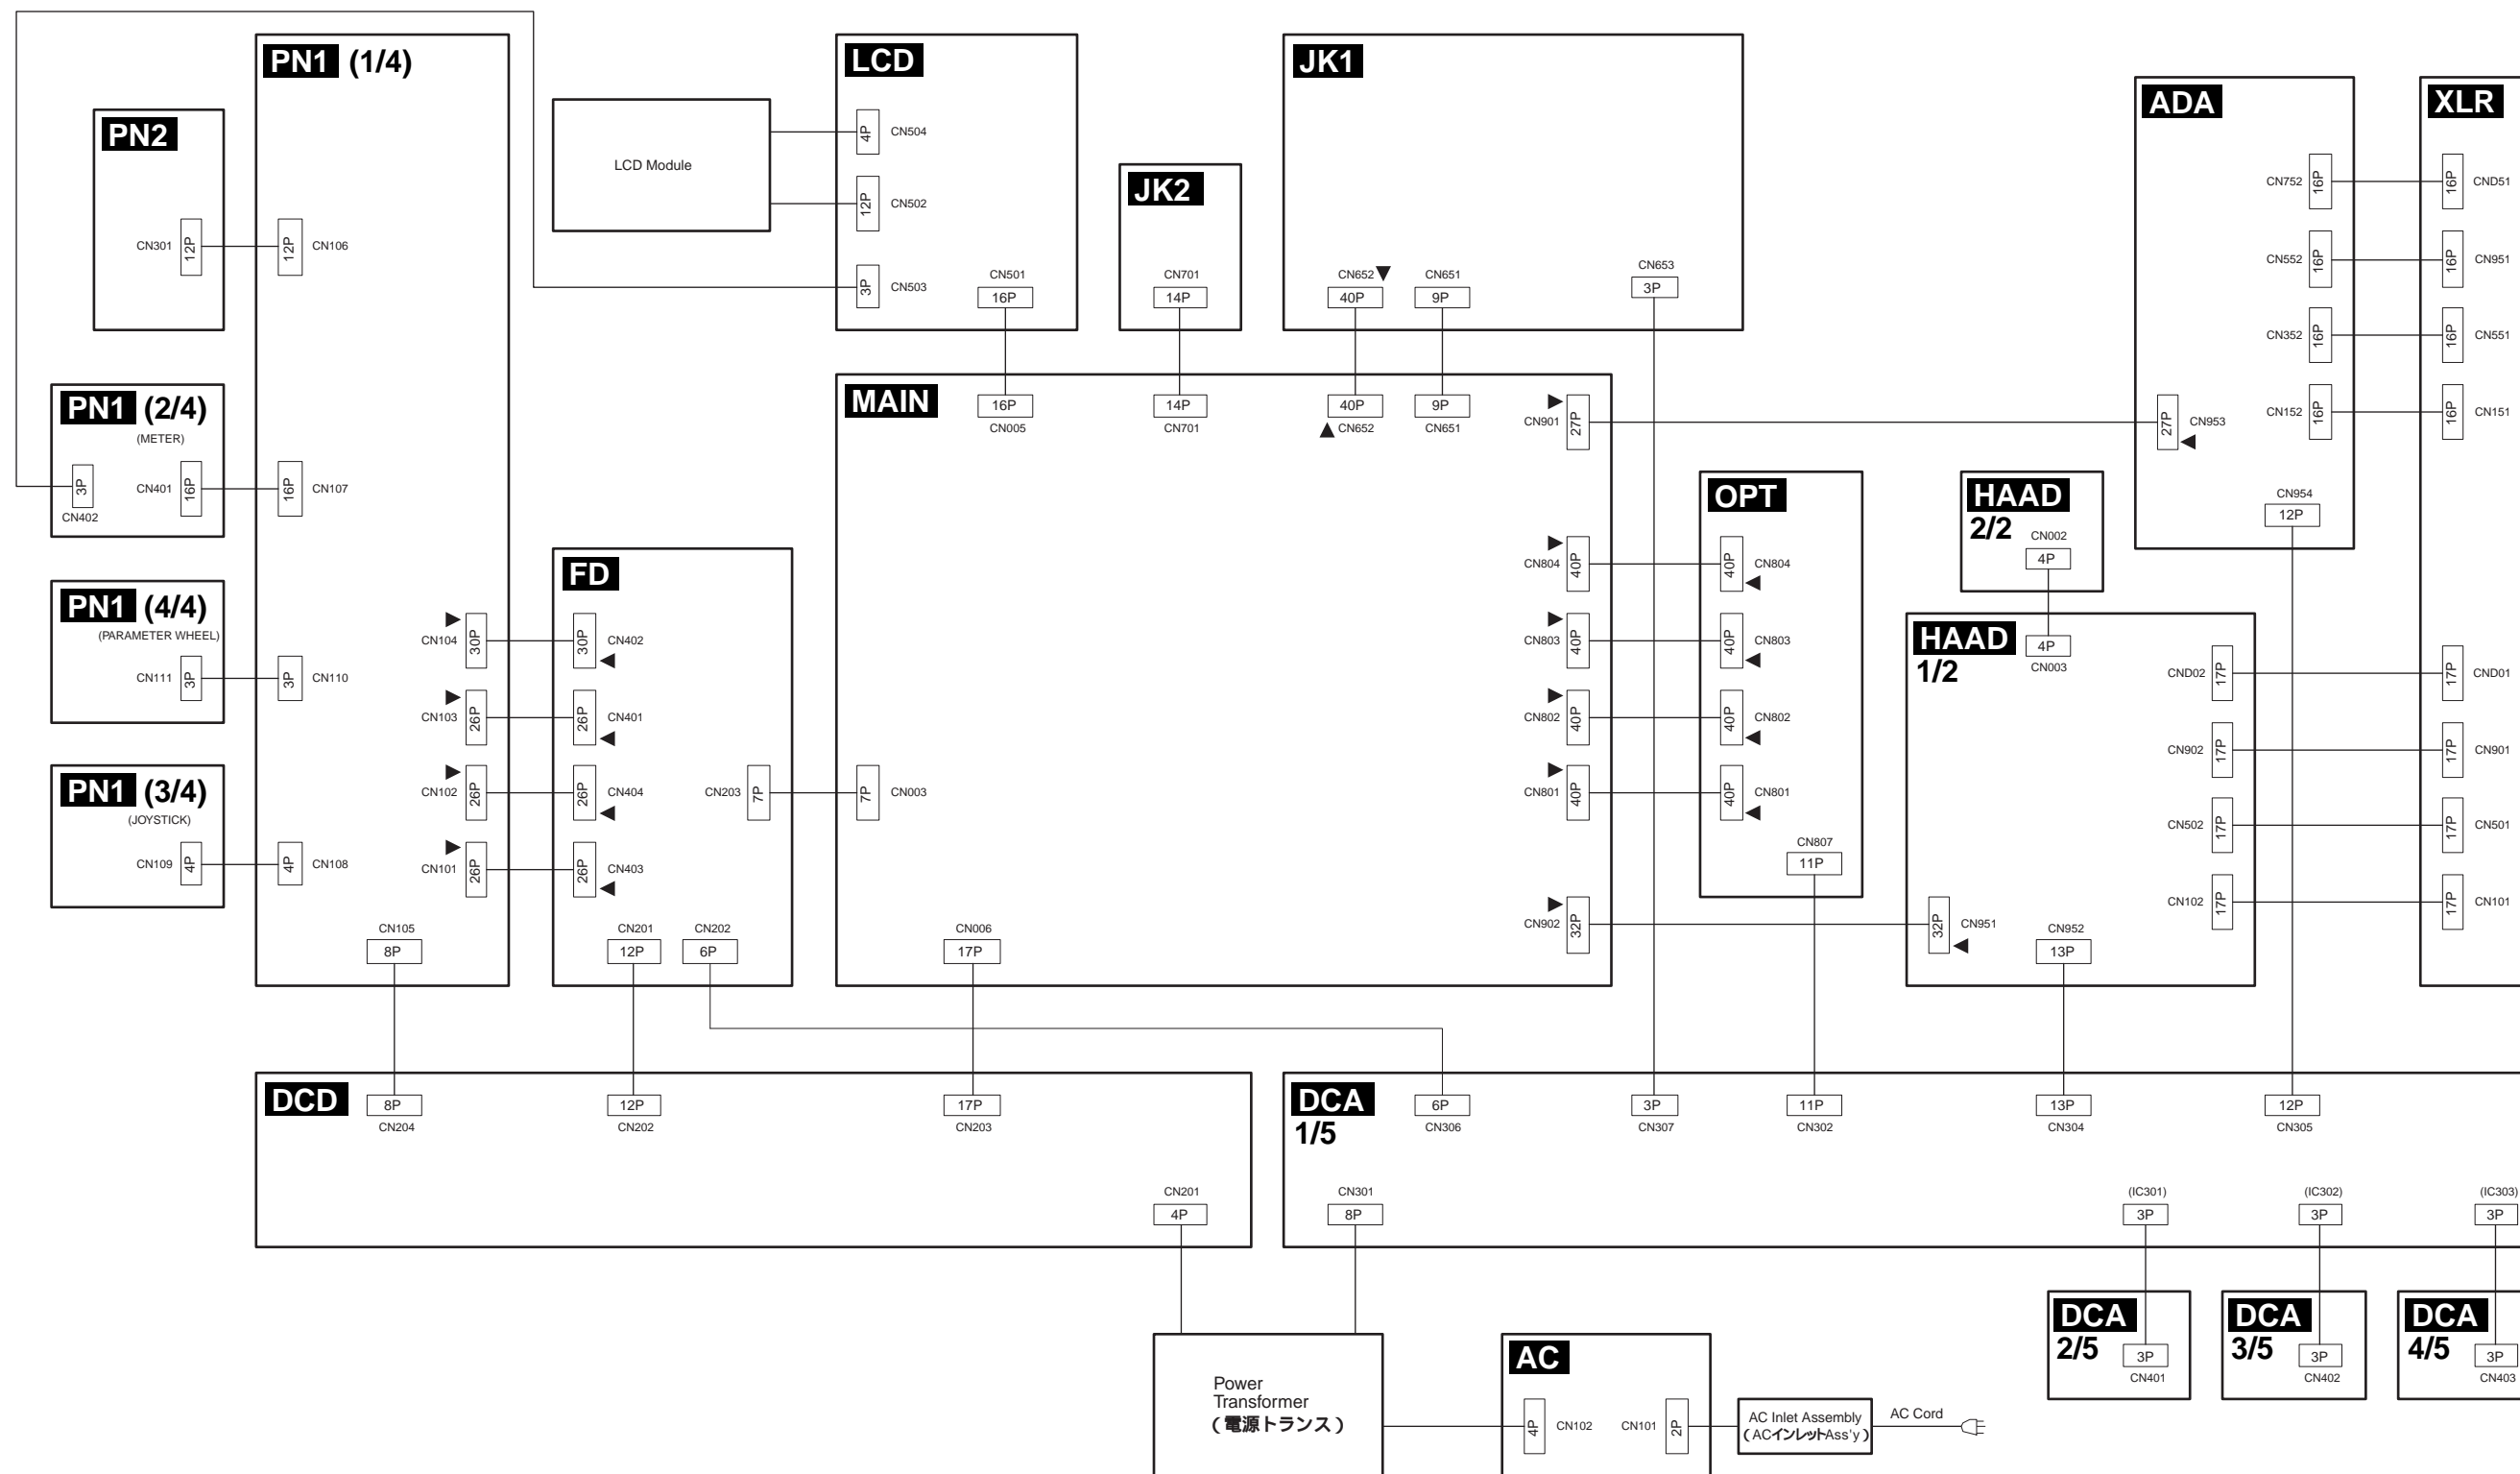 PN1 (1/4)
CN106
12P
CN107
16P
CN110
3P
CN108
4P
CN104
30P
CN103
26P
CN102
26P
CN101
26P
CN105
8P
PN2
CN301
12P
PN1 (2/4)
(METER)
3P
CN402
CN401
16P
PN1 (4/4)
(PARAMETER WHEEL)
CN111
3P
PN1 (3/4)
(JOYSTICK)
CN109
4P
LCD Module
LCD
4P
CN504
12P
CN502
3P
CN503
CN501
16P
JK2
CN701
14P
JK1
CN652
40P
CN651
9P
CN653
3P
FD
30P
CN402
26P
CN401
26P
CN404
26P
CN403
CN203
7P
CN201
12P
CN202
6P
MAIN
16P
CN005
14P
CN701
40P
CN652
9P
CN651
CN901
27P
CN804
40P
CN803
40P
CN802
40P
CN801
40P
CN902
32P
7P
CN003
CN006
17P
OPT
40P
CN804
40P
CN803
40P
CN802
40P
CN801
CN807
11P
HAAD
2/2
CN002
4P
HAAD
1/2
4P
CN003
CND02
17P
CN902
17P
CN502
17P
CN102
17P
32P
CN951
CN952
13P
ADA
CN752
16P
CN552
16P
CN352
16P
CN152
16P
27P
CN953
CN954
12P
XLR
16P
CND51
16P
CN951
16P
CN551
16P
CN151
17P
CND01
17P
CN901
17P
CN501
17P
CN101
DCD
8P
CN204
12P
CN202
17P
CN203
CN201
4P
DCA
1/5
6P
CN306
3P
CN307
11P
CN302
13P
CN304
12P
CN305
CN301
8P
(IC301)
3P
(IC302)
3P
(IC303)
3P
DCA
2/5
3P
CN401
DCA
3/5
3P
CN402
DCA
4/5
3P
CN403
Power
Transformer
(電源トランス)
AC
4P
CN102
CN101
2P
AC Inlet Assembly
(ACインレットAss'y)
AC Cord